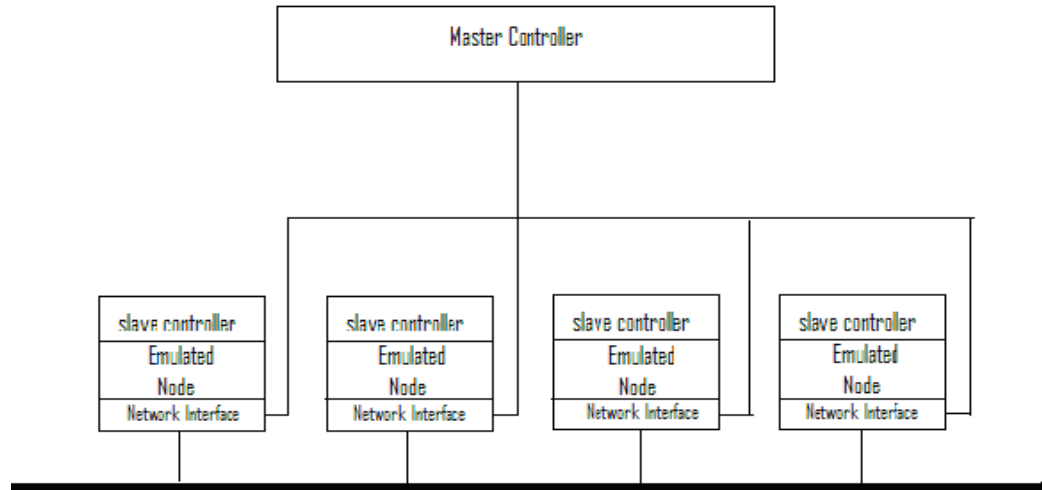 Master Controller
slave controller
Emulated
Node
Network Interface
slave controller
Emulated
Node
Network Interface
slave controller
Emulated
Node
Network Interface
slave controller
Emulated
Node
Network Interface